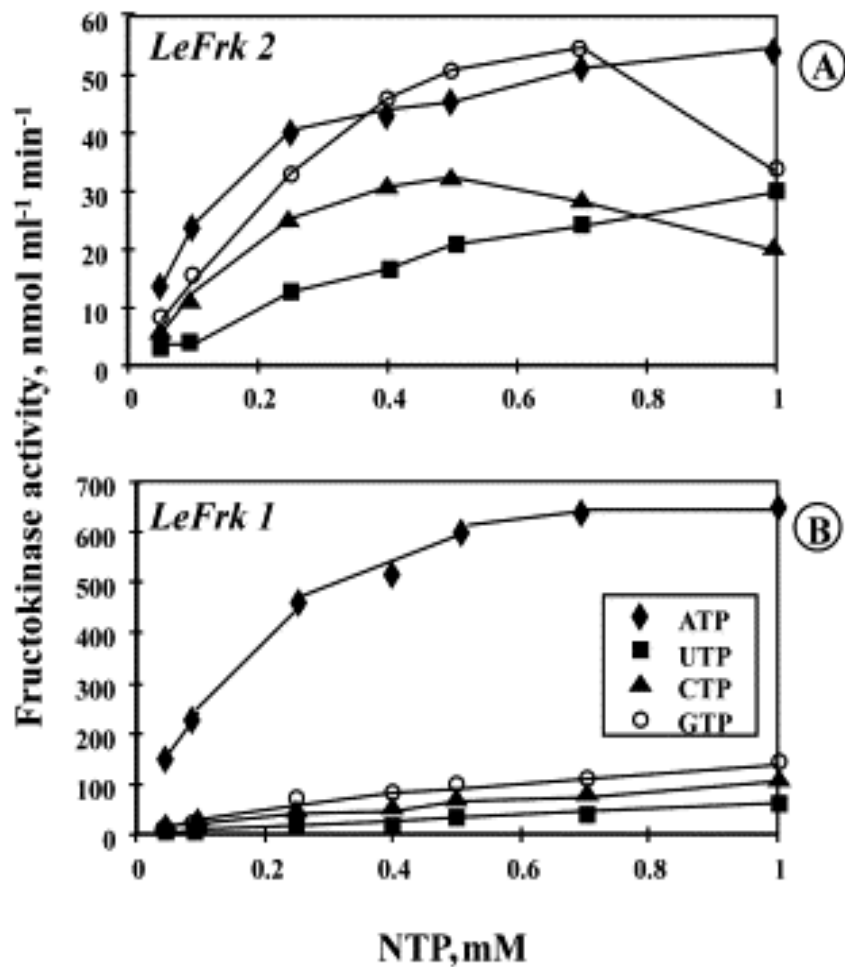 Fructokinase activity, nmol ml⁻¹ min⁻¹
60
50
40
30
20
10
0
LeFrk 2
A
0.2
0.4
0.6
0.8
1
0
700
600
500
400
300
200
100
0
LeFrk 1
B
ATP
UTP
CTP
GTP
0
0.2
0.4
0.6
0.8
1
NTP,mM